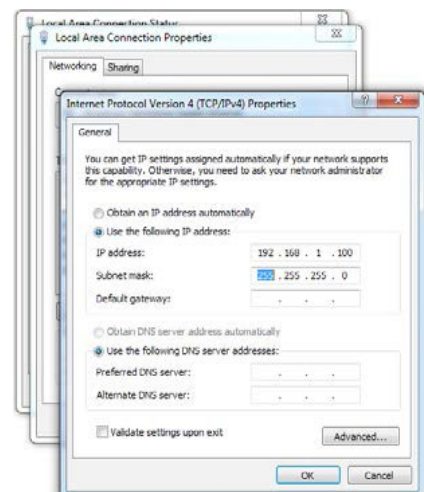 Local Area Connection Status
Local Area Connection Properties
Networking Sharing
Internet Protocol Version 4 (TCP/IPv4) Properties
General
You can get IP settings assigned automatically if your network supports
this capability. Otherwise, you need to ask your network administrator
for the appropriate IP settings.
Obtain an IP address automatically
Use the following IP address:
IP address: 192 . 168 . 1 . 100
Subnet mask: 255 . 255 . 255 . 0
Default gateway: . . .
Obtain DNS server address automatically
Use the following DNS server addresses:
Preferred DNS server: . . .
Alternate DNS server: . . .
Validate settings upon exit
Advanced...
OK Cancel